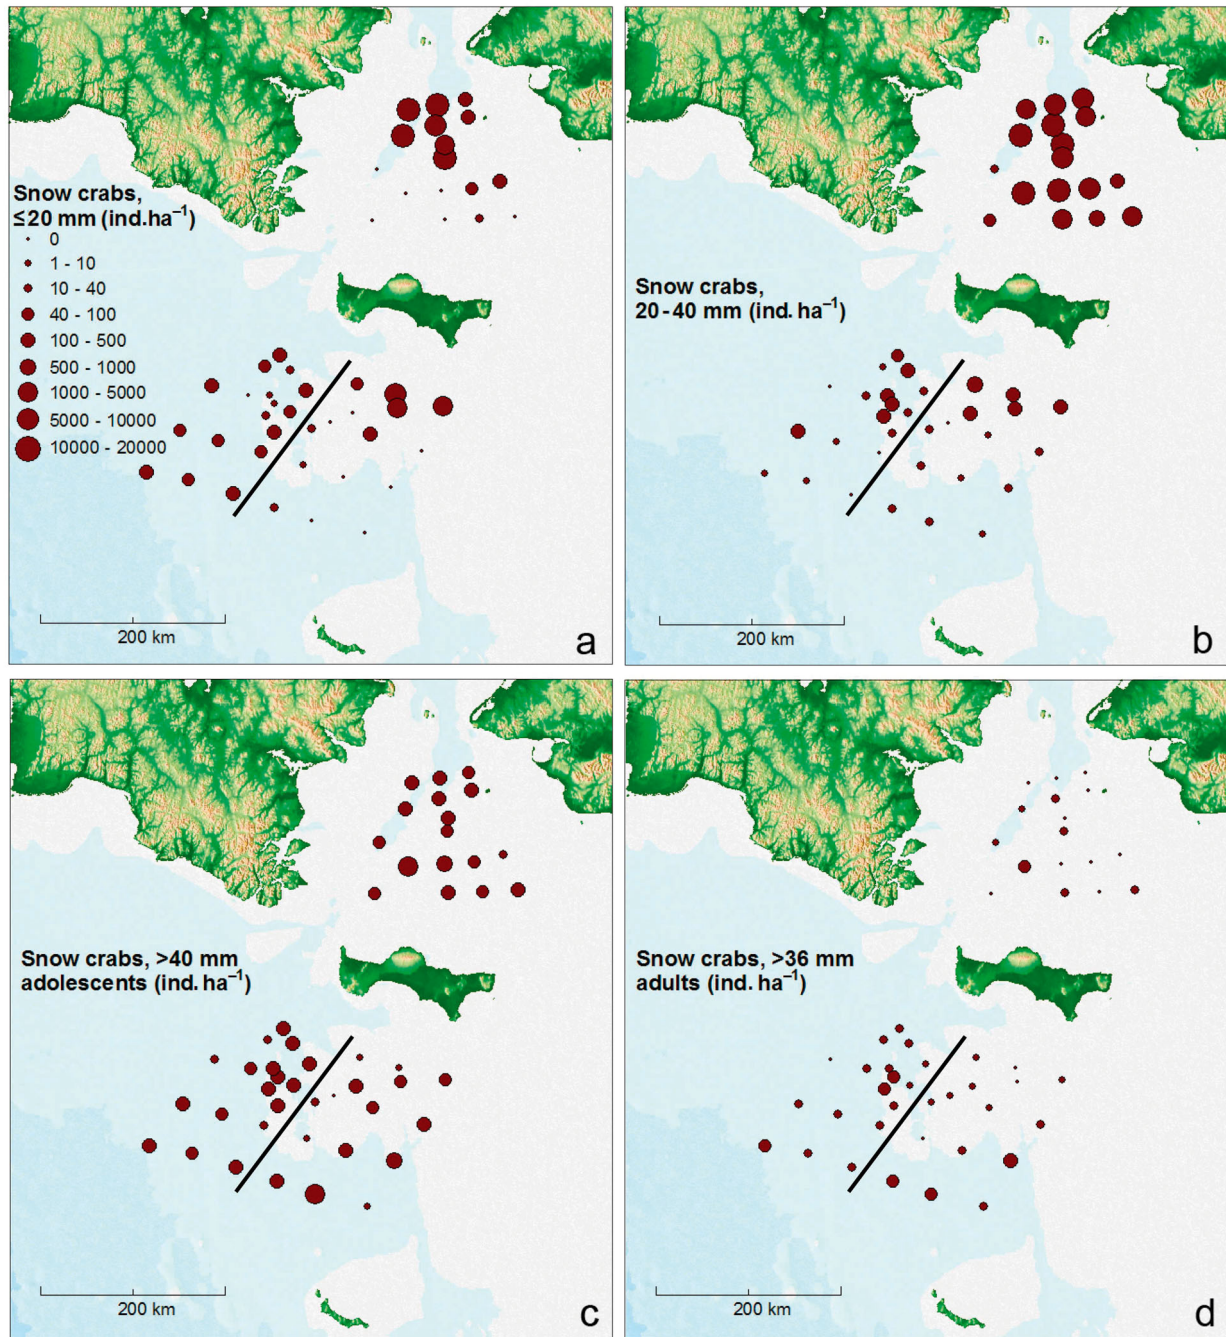 Snow crabs,
≤20 mm (ind.ha⁻¹)
0
1 - 10
10 - 40
40 - 100
100 - 500
500 - 1000
1000 - 5000
5000 - 10000
10000 - 20000
200 km
a
Snow crabs,
20-40 mm (ind. ha⁻¹)
200 km
b
Snow crabs, >40 mm
adolescents (ind. ha⁻¹)
200 km
c
Snow crabs, >36 mm
adults (ind. ha⁻¹)
200 km
d